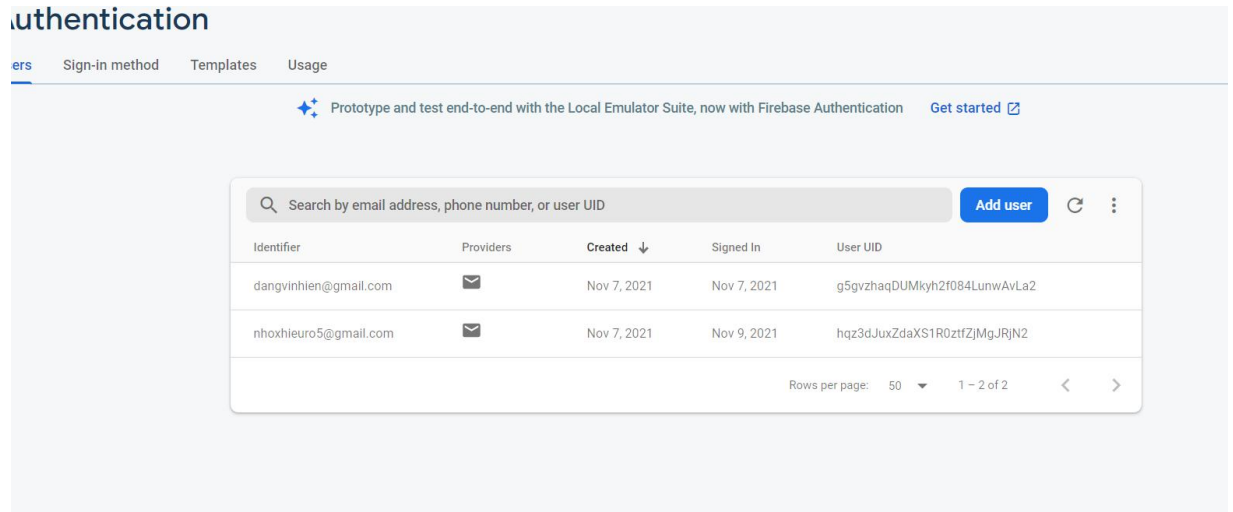 uthentication
ers Sign-in method Templates Usage
Prototype and test end-to-end with the Local Emulator Suite, now with Firebase Authentication Get started
Search by email address, phone number, or user UID Add user
Identifier Providers Created Signed In User UID
dangvinhien@gmail.com Nov 7, 2021 Nov 7, 2021 g5gvzhaqDUMkyh2f084LunwAvLa2
nhoxhieuro5@gmail.com Nov 7, 2021 Nov 9, 2021 hqz3dJuxZdaXS1R0ztfZjMgJRjN2
Rows per page: 50 1 – 2 of 2